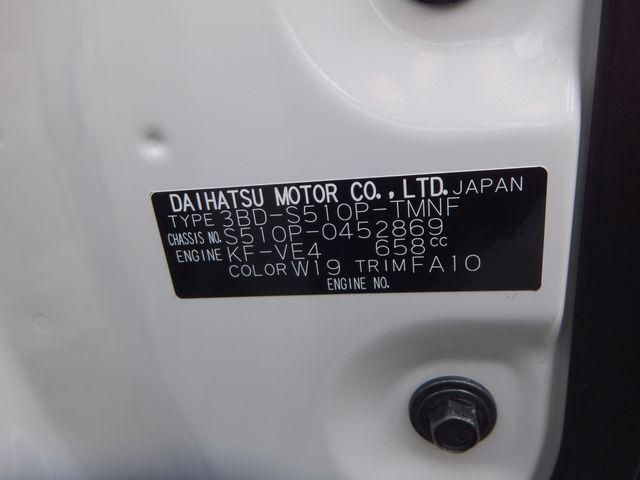 DAIHATSU MOTOR CO.,LTD. JAPAN
TYPE 3BD-S510P-TMNF
CHASSIS NO. S510P-0452869
ENGINE KF-VE4 658cc
COLOR W19 TRIM FA10
ENGINE NO.